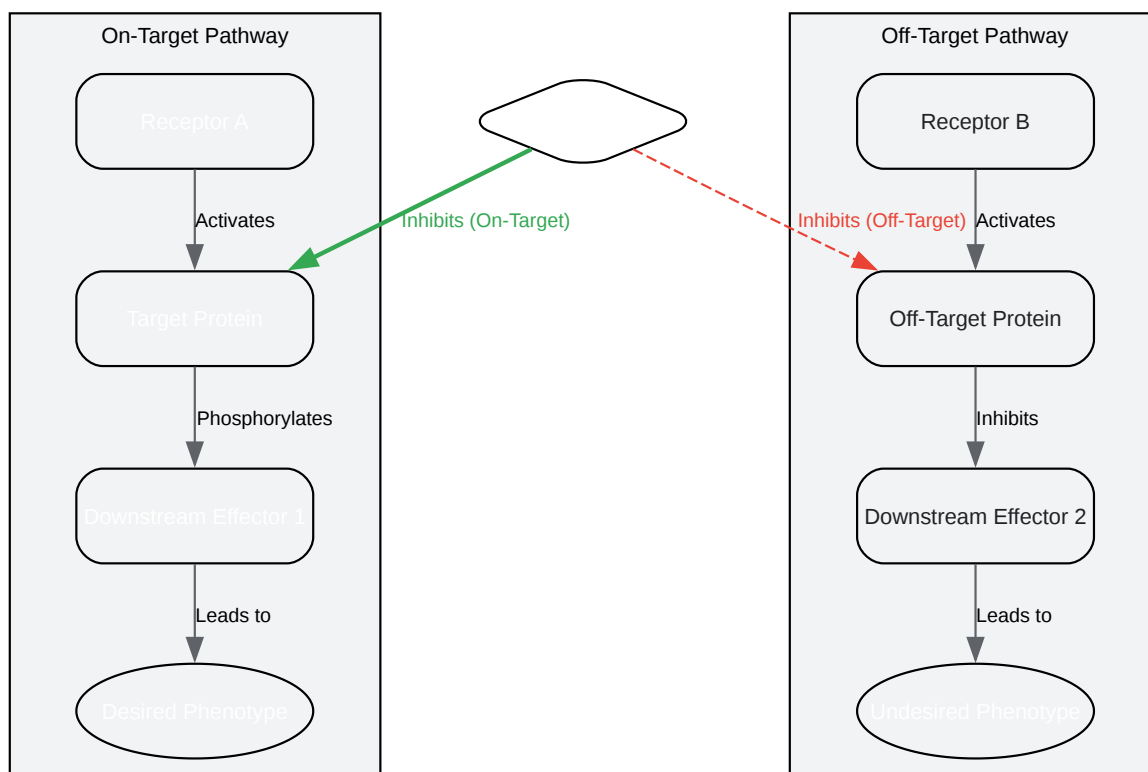 On-Target Pathway
Receptor A
Activates
Target Protein
Phosphorylates
Downstream Effector 1
Leads to
Desired Phenotype
Inhibits (On-Target)
Inhibits (Off-Target)
Off-Target Pathway
Receptor B
Activates
Off-Target Protein
Inhibits
Downstream Effector 2
Leads to
Undesired Phenotype